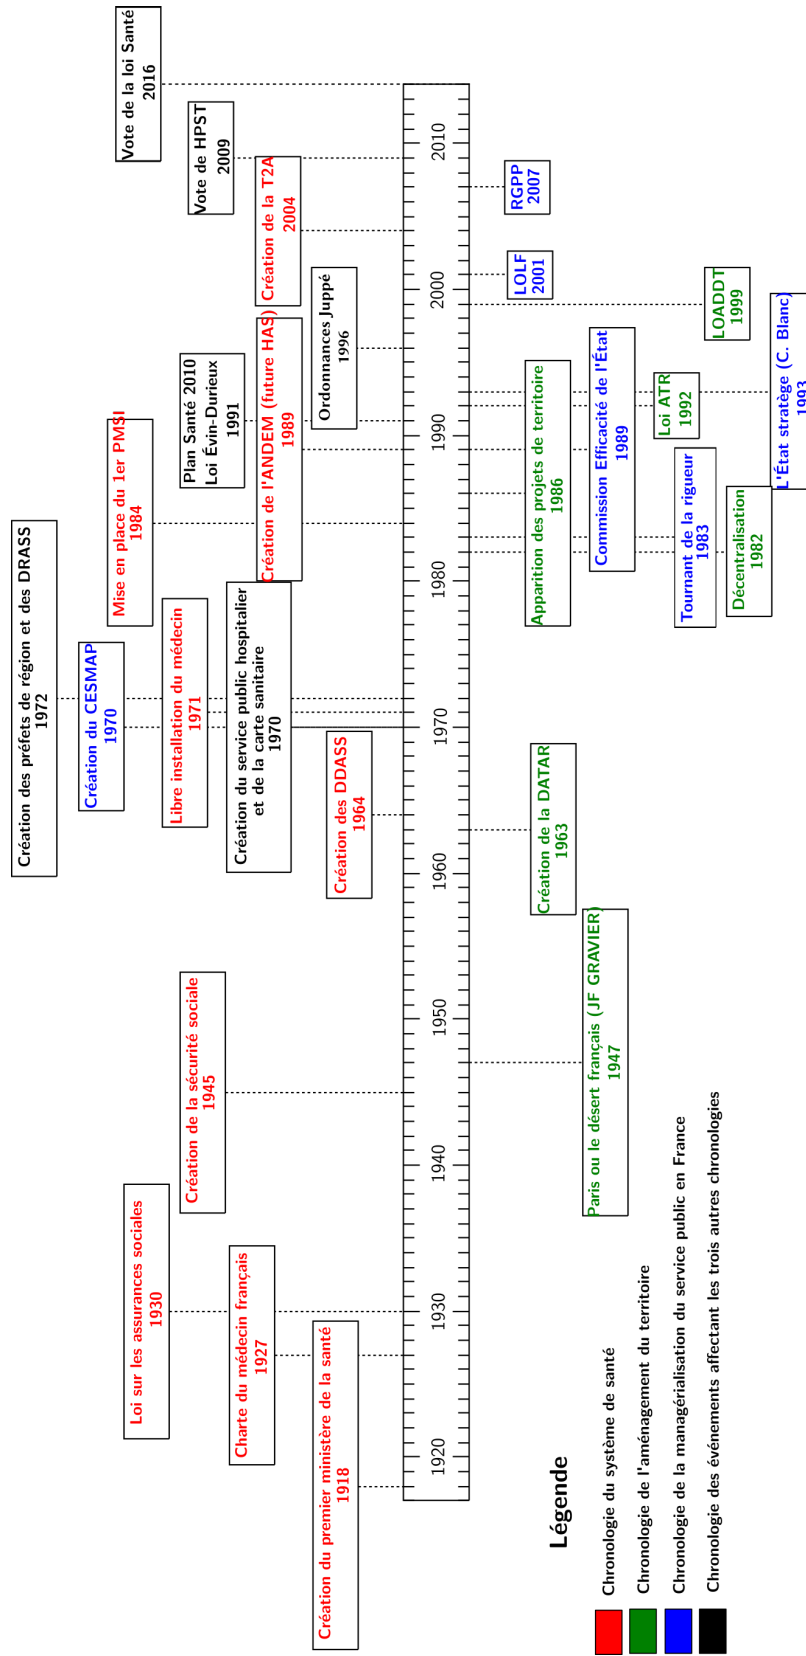 Création des préfets de région et des DRASS
1972
Création du CESMAP
1970
Vote de la loi Santé
2016
Mise en place du 1er PMSI
1984
Loi sur les assurances sociales
1930
Libre installation du médecin
1971
Création de la sécurité sociale
1945
Plan Santé 2010
Loi Évin-Durieux
1991
Vote de HPST
2009
Charte du médecin français
1927
Création du service public hospitalier
et de la carte sanitaire
1970
Création de l'ANDEM (future HAS)
1989
Création de la T2A
2004
Création du premier ministère de la santé
1918
Création des DDASS
1964
Ordonnances Juppé
1996
1920
1930
1940
1950
1960
1970
1980
1990
2000
2010
LOLF
2001
RGPP
2007
Création de la DATAR
1963
Apparition des projets de territoire
1986
Paris ou le désert français (JF GRAVIER)
1947
Commission Efficacité de l'État
1989
Loi ATR
1992
Tournant de la rigueur
1983
LOADDT
1999
Décentralisation
1982
L'État stratège (C. Blanc)
1993
Légende
Chronologie du système de santé
Chronologie de l'aménagement du territoire
Chronologie de la managérialisation du service public en France
Chronologie des événements affectant les trois autres chronologies